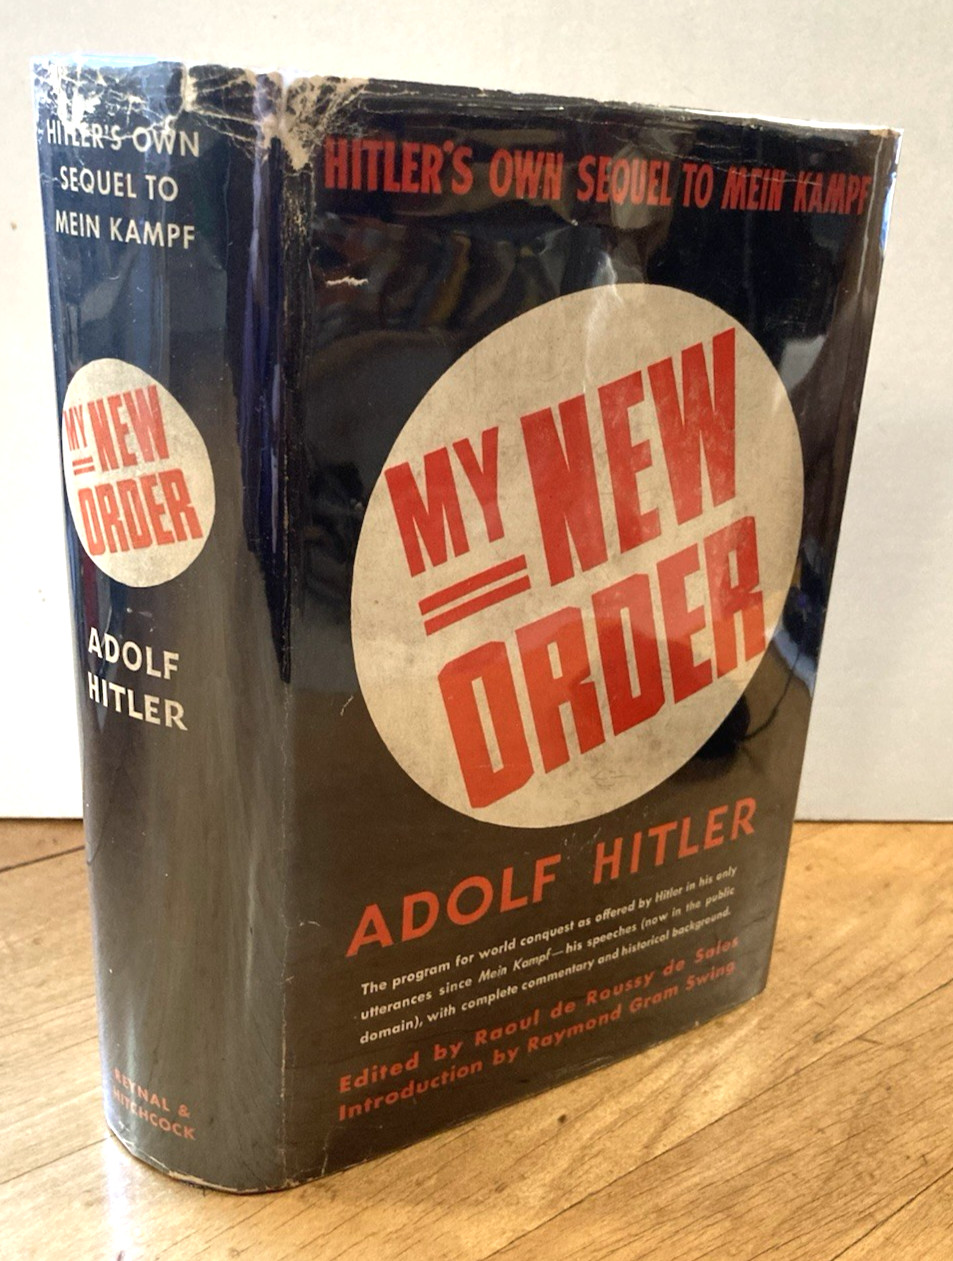 HITLER'S OWN
SEQUEL TO
MEIN KAMPF
MY NEW
ORDER
ADOLF
HITLER
REYNAL &
HITCHCOCK
HITLER'S OWN SEQUEL TO MEIN KAMPF
MY NEW
ORDER
ADOLF HITLER
The program for world conquest as offered by Hitler in his only
utterances since Mein Kampf—his speeches (now in the public
domain), with complete commentary and historical background.
Edited by Raoul de Roussy de Sales
Introduction by Raymond Gram Swing